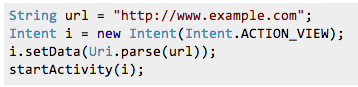 String url = "http://www.example.com";
Intent i = new Intent(Intent.ACTION_VIEW);
i.setData(Uri.parse(url));
startActivity(i);